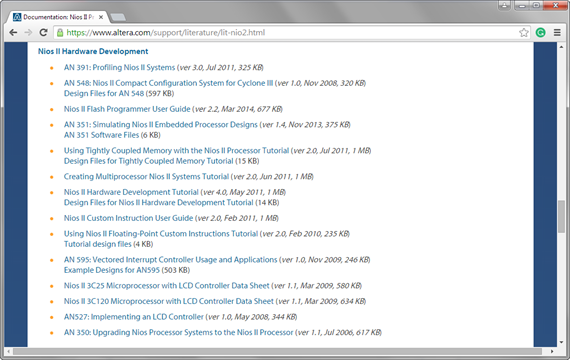 Documentation: Nios II P
https://www.altera.com/support/literature/lit-nio2.html
Nios II Hardware Development
AN 391: Profiling Nios II Systems (ver 3.0, Jul 2011, 325 KB)
AN 548: Nios II Compact Configuration System for Cyclone III (ver 1.0, Nov 2008, 320 KB)
Design Files for AN 548 (597 KB)
Nios II Flash Programmer User Guide (ver 2.2, Mar 2014, 677 KB)
AN 351: Simulating Nios II Embedded Processor Designs (ver 1.4, Nov 2013, 375 KB)
AN 351 Software Files (6 KB)
Using Tightly Coupled Memory with the Nios II Processor Tutorial (ver 2.0, Jul 2011, 1 MB)
Design Files for Tightly Coupled Memory Tutorial (15 KB)
Creating Multiprocessor Nios II Systems Tutorial (ver 2.0, Jun 2011, 1 MB)
Nios II Hardware Development Tutorial (ver 4.0, May 2011, 1 MB)
Design Files for Nios II Hardware Development Tutorial (14 KB)
Nios II Custom Instruction User Guide (ver 2.0, Feb 2011, 1 MB)
Using Nios II Floating-Point Custom Instructions Tutorial (ver 2.0, Feb 2010, 235 KB)
Tutorial design files (4 KB)
AN 595: Vectored Interrupt Controller Usage and Applications (ver 1.0, Nov 2009, 246 KB)
Example Designs for AN595 (503 KB)
Nios II 3C25 Microprocessor with LCD Controller Data Sheet (ver 1.1, Mar 2009, 580 KB)
Nios II 3C120 Microprocessor with LCD Controller Data Sheet (ver 1.1, Mar 2009, 634 KB)
AN527: Implementing an LCD Controller (ver 1.0, May 2008, 344 KB)
AN 350: Upgrading Nios Processor Systems to the Nios II Processor (ver 1.1, Jul 2006, 617 KB)